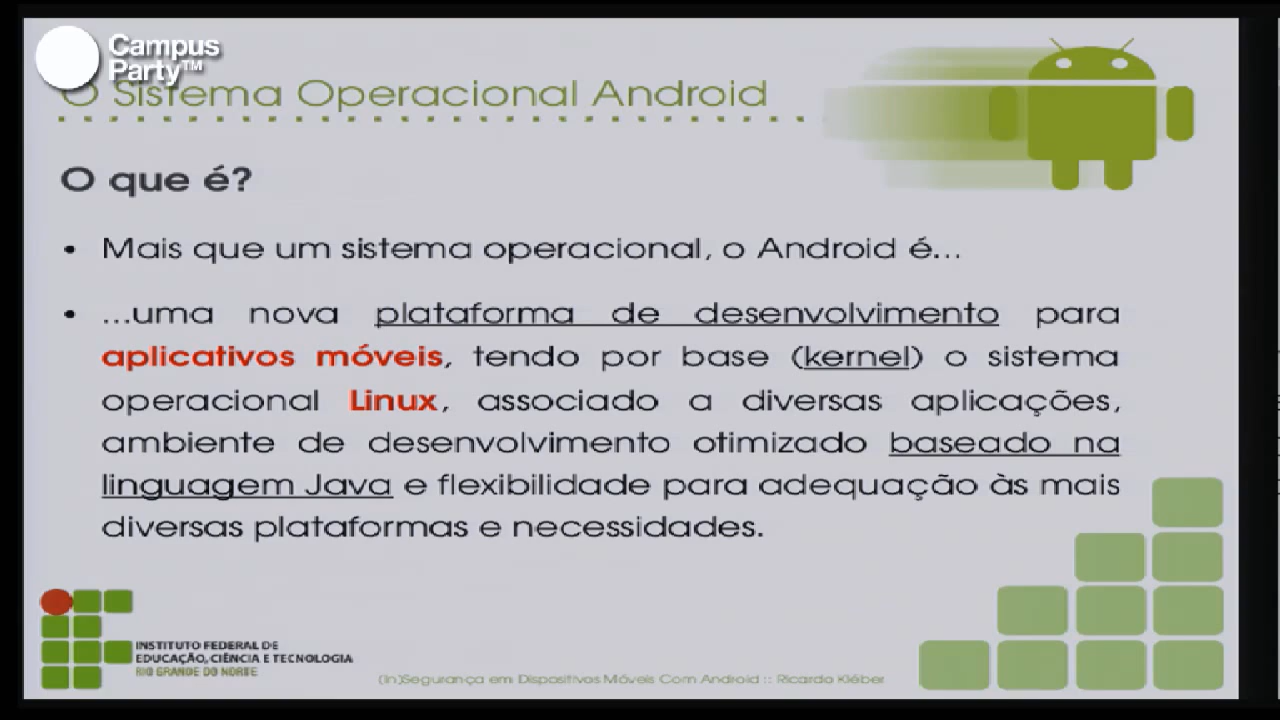 Campus
Party™
O Sistema Operacional Android
O que é?
• Mais que um sistema operacional, o Android é...
• ...uma nova plataforma de desenvolvimento para
aplicativos móveis, tendo por base (kernel) o sistema
operacional Linux, associado a diversas aplicações,
ambiente de desenvolvimento otimizado baseado na
linguagem Java e flexibilidade para adequação às mais
diversas plataformas e necessidades.
INSTITUTO FEDERAL DE
EDUCAÇÃO, CIÊNCIA E TECNOLOGIA
RIO GRANDE DO NORTE
(In)Segurança em Dispositivos Móveis Com Android :: Ricardo Kléber